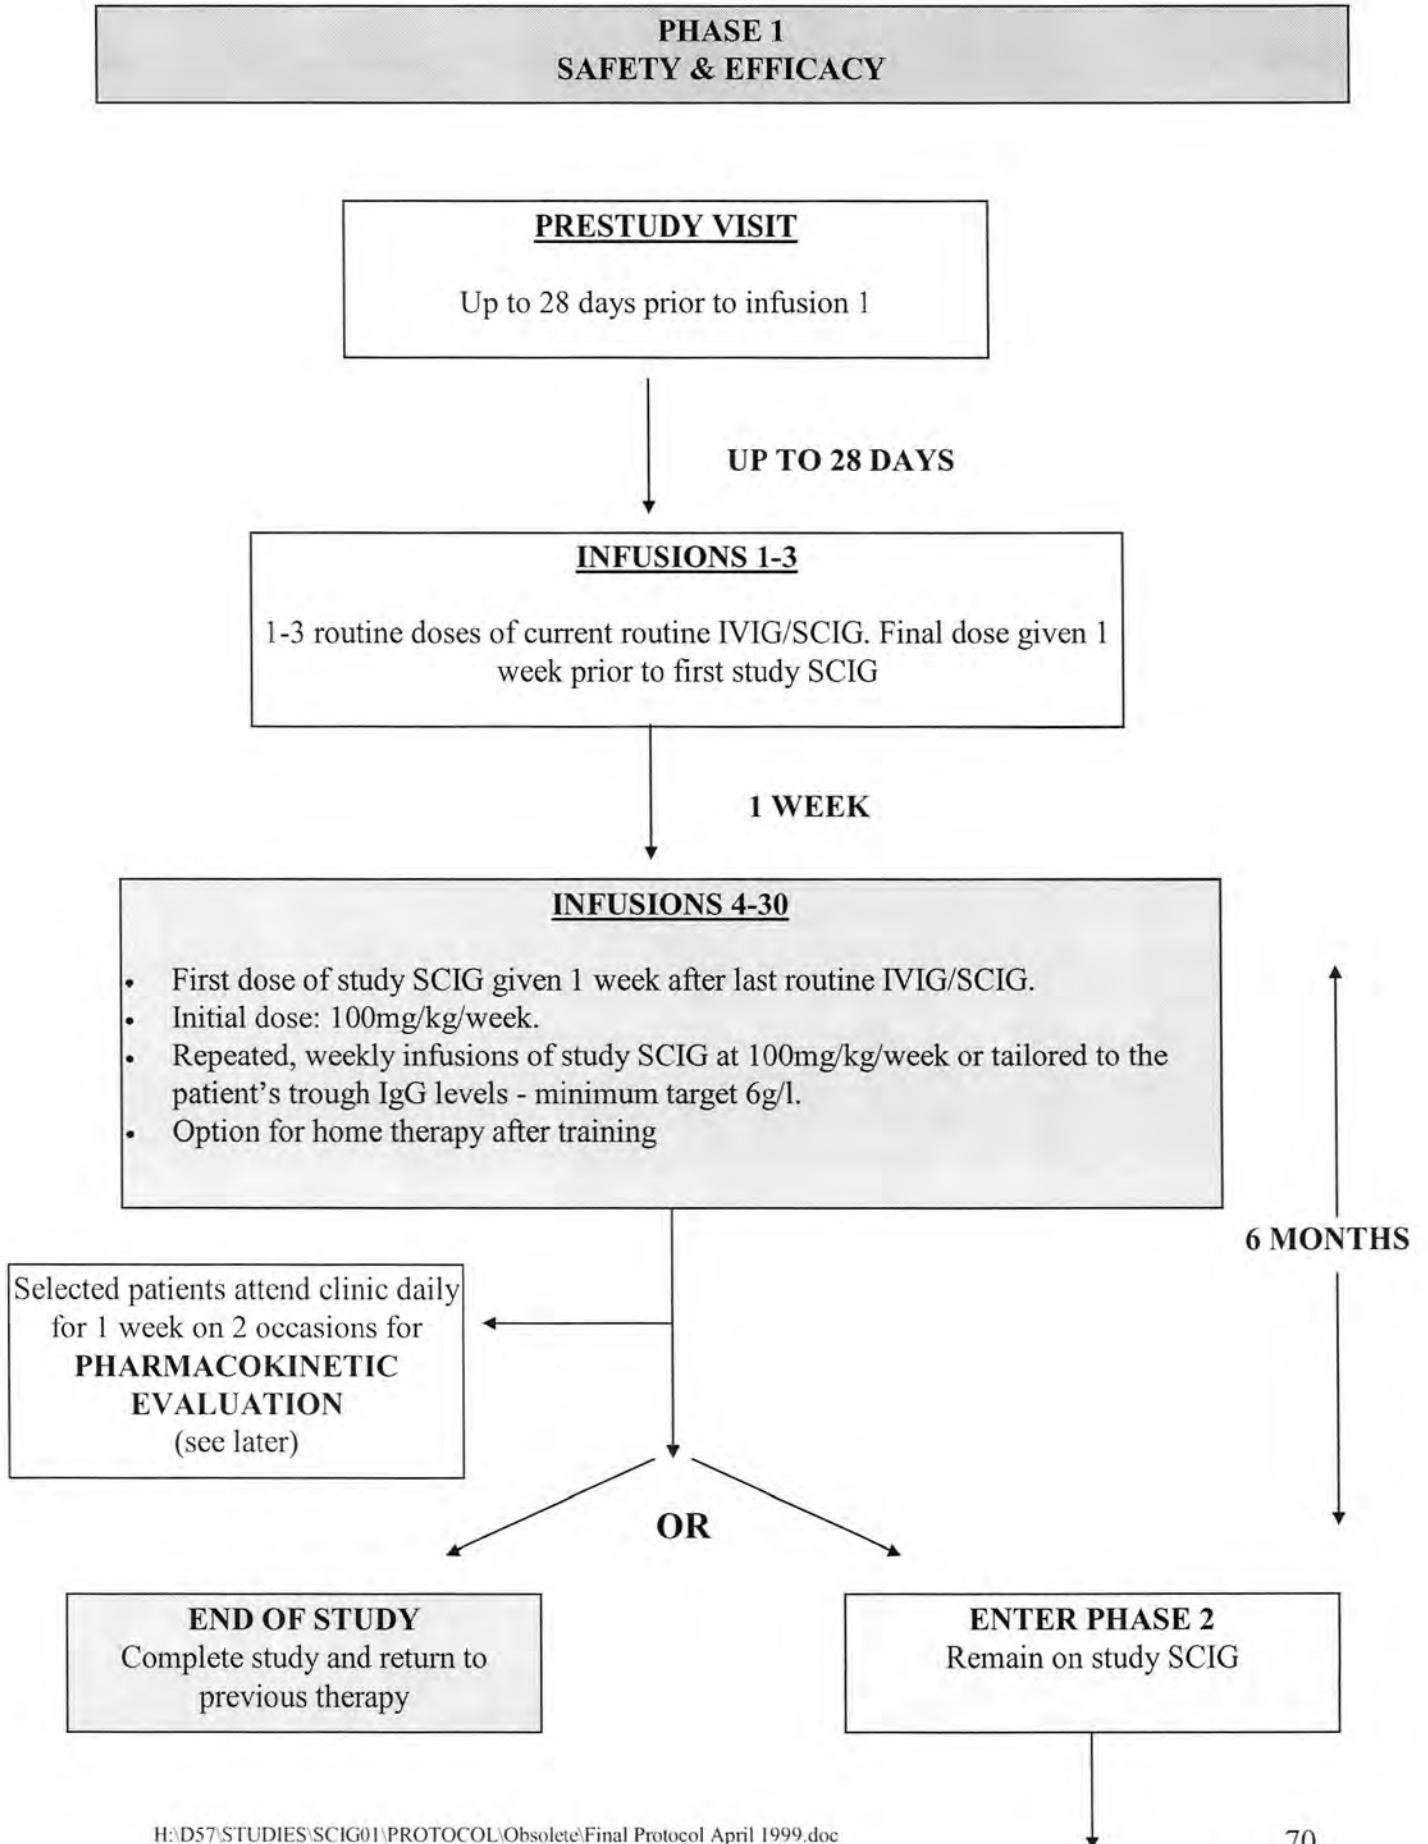 PHASE 1
SAFETY & EFFICACY
PRESTUDY VISIT
Up to 28 days prior to infusion 1
UP TO 28 DAYS
INFUSIONS 1-3
1-3 routine doses of current routine IVIG/SCIG. Final dose given 1
week prior to first study SCIG
1 WEEK
INFUSIONS 4-30
• First dose of study SCIG given 1 week after last routine IVIG/SCIG.
• Initial dose: 100mg/kg/week.
• Repeated, weekly infusions of study SCIG at 100mg/kg/week or tailored to the
patient's trough IgG levels - minimum target 6g/l.
• Option for home therapy after training
6 MONTHS
Selected patients attend clinic daily
for 1 week on 2 occasions for
PHARMACOKINETIC
EVALUATION
(see later)
OR
END OF STUDY
Complete study and return to
previous therapy
ENTER PHASE 2
Remain on study SCIG
H:\D57\STUDIES\SCIG01\PROTOCOL\Obsolete\Final Protocol April 1999.doc
70